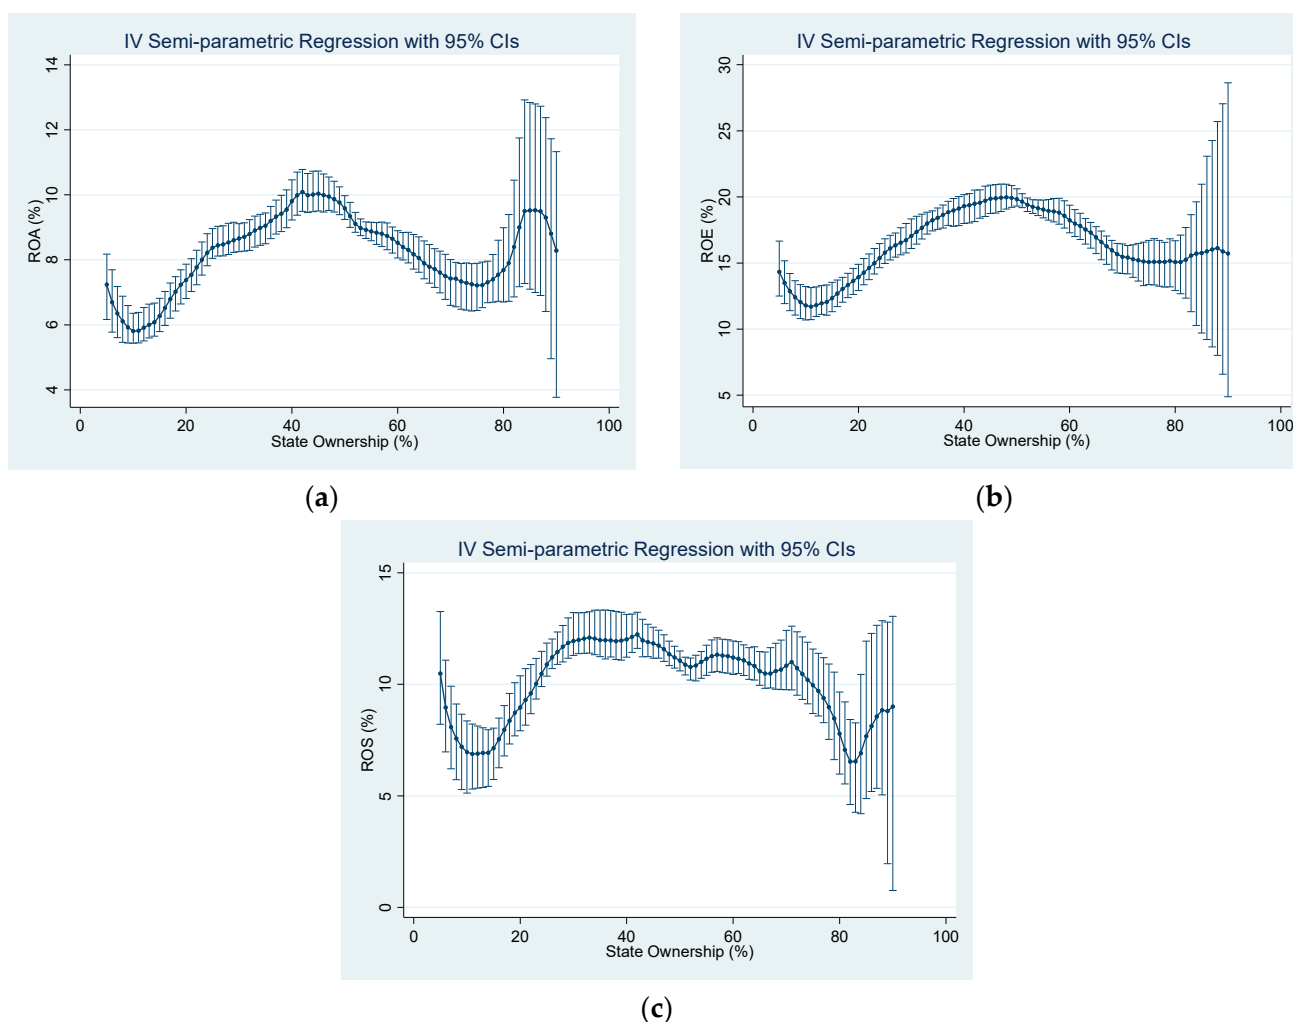 IV Semi-parametric Regression with 95% CIs
ROA (%)
14
12
10
8
6
4
0 20 40 60 80 100
State Ownership (%)
(a)
IV Semi-parametric Regression with 95% CIs
ROE (%)
30
25
20
15
10
5
0 20 40 60 80 100
State Ownership (%)
(b)
IV Semi-parametric Regression with 95% CIs
ROS (%)
15
10
5
0
0 20 40 60 80 100
State Ownership (%)
(c)